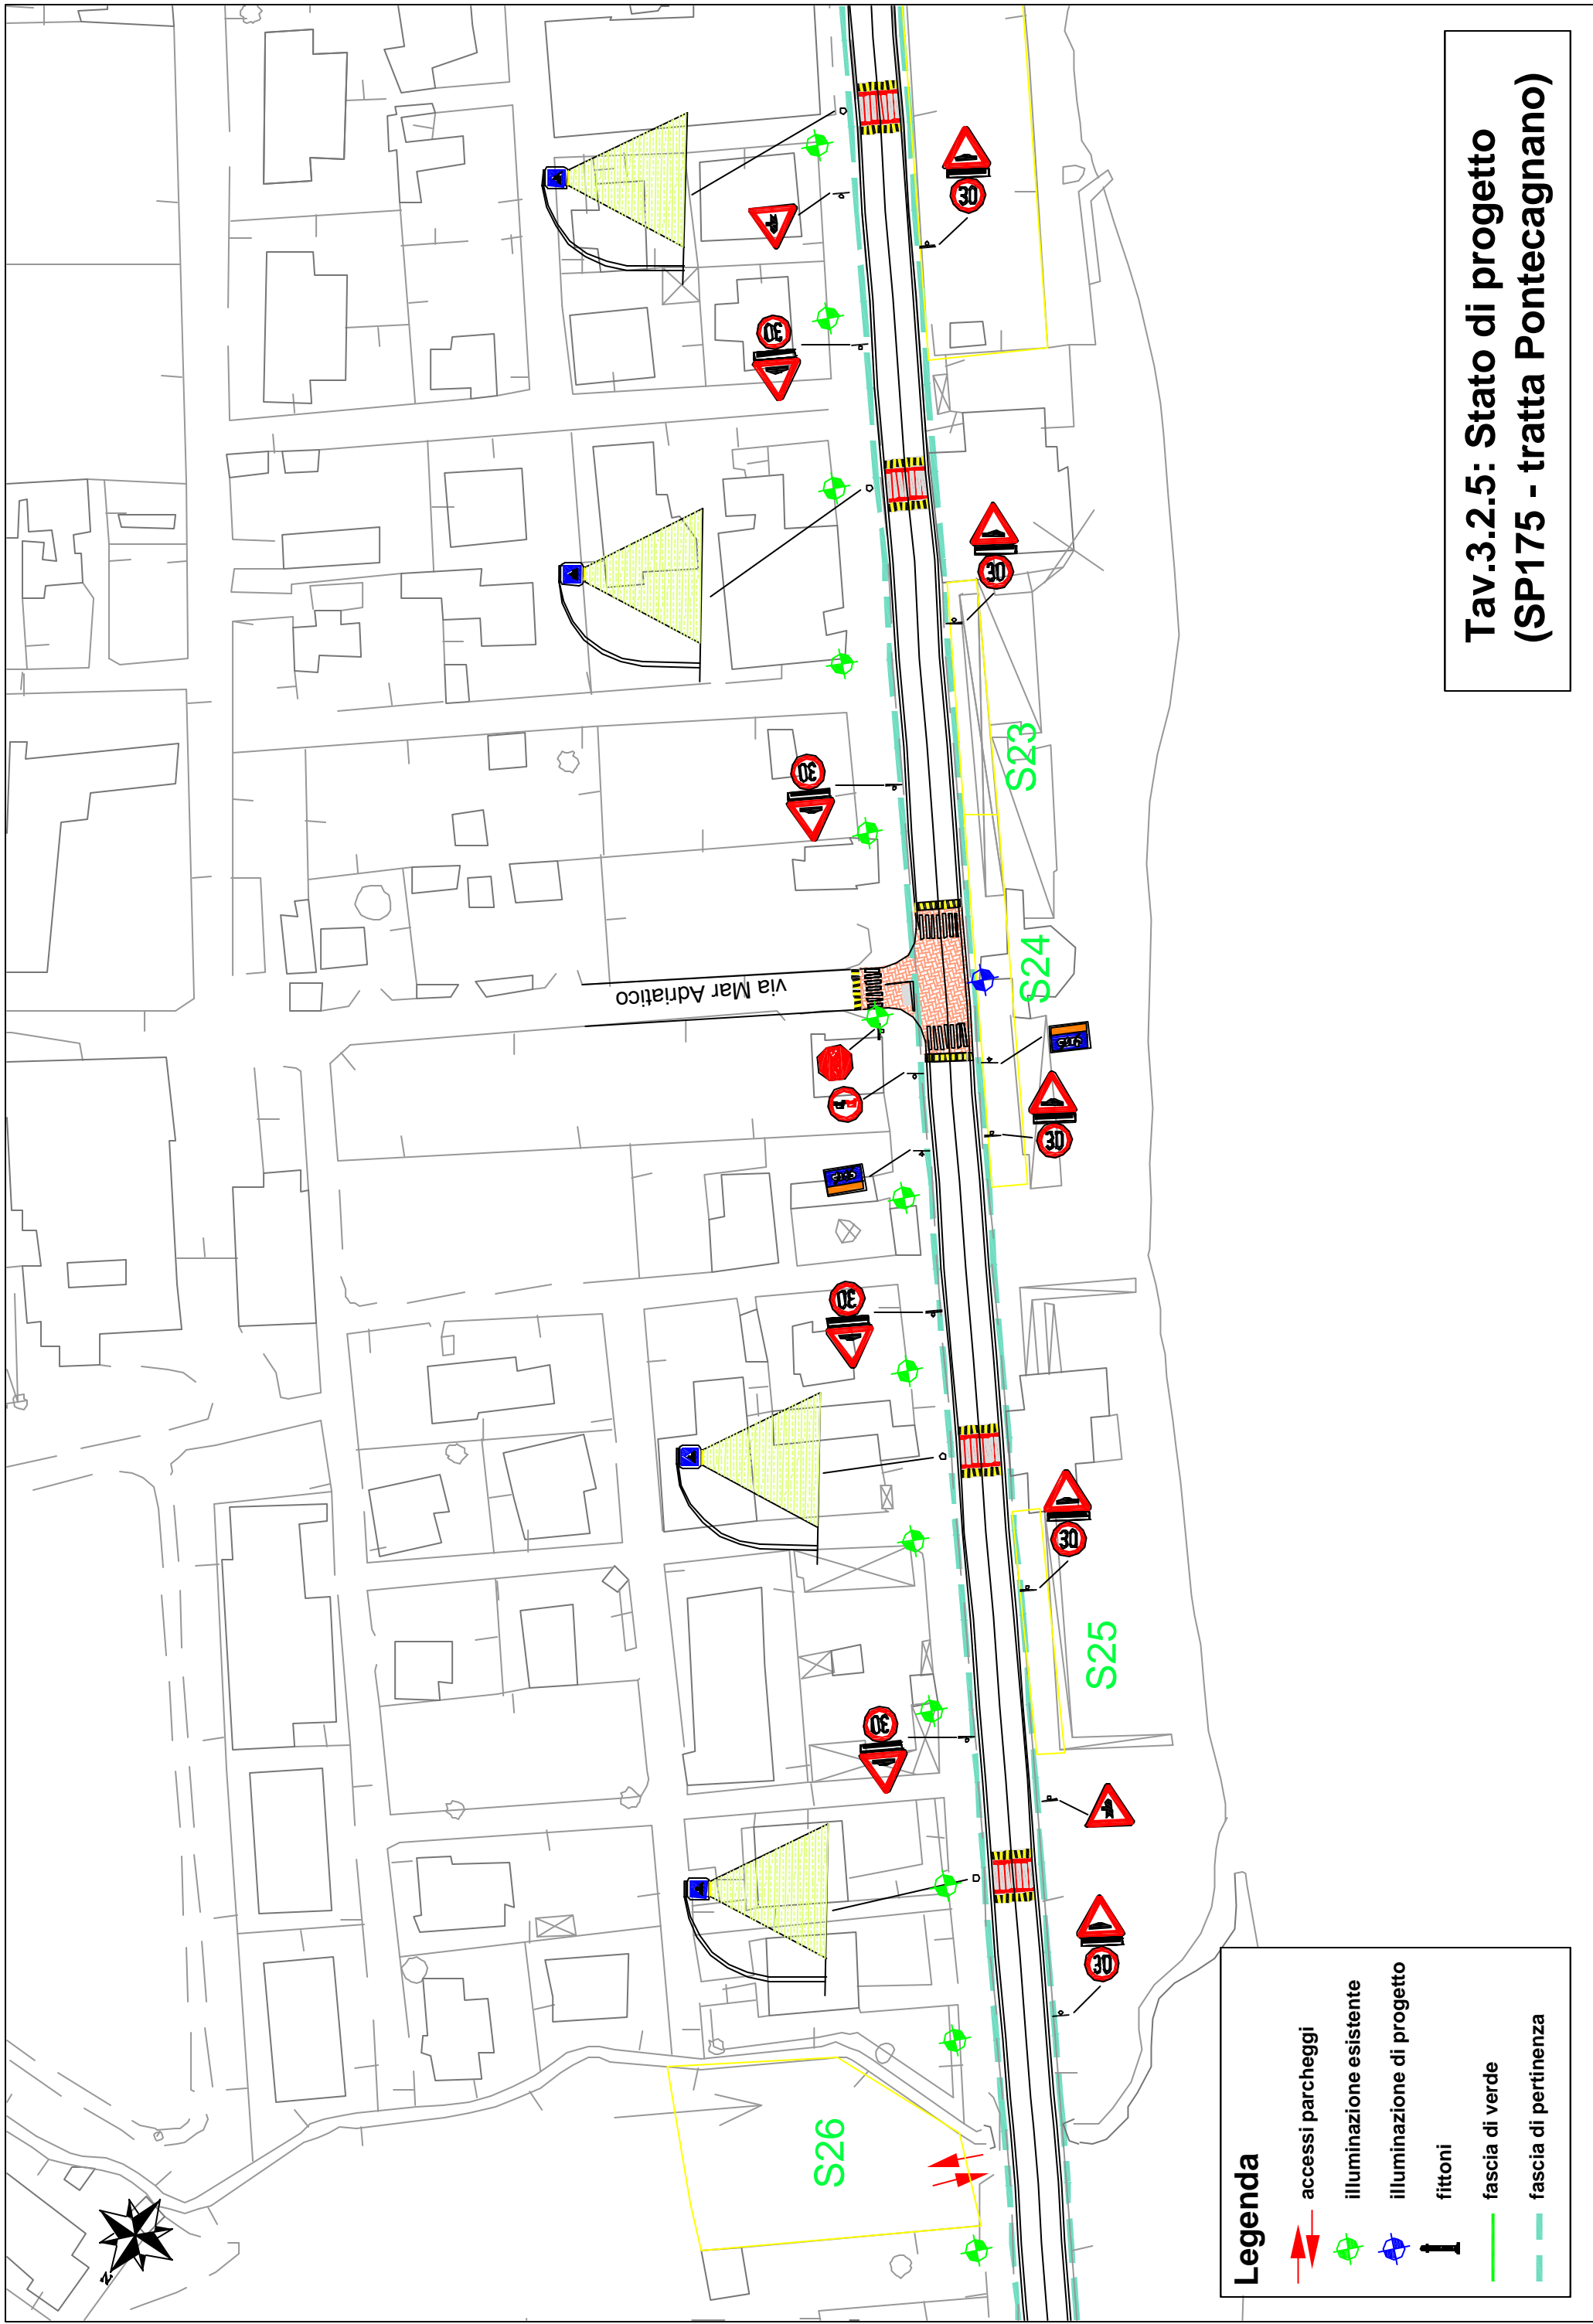 Tav.3.2.5: Stato di progetto
(SP175 - tratta Pontecagnano)
S26
S25
S24
S23
via Mar Adriatico
30
30
30
30
30
30
30
30
30
N
Legenda
accessi parcheggi
illuminazione esistente
illuminazione di progetto
fittoni
fascia di verde
fascia di pertinenza